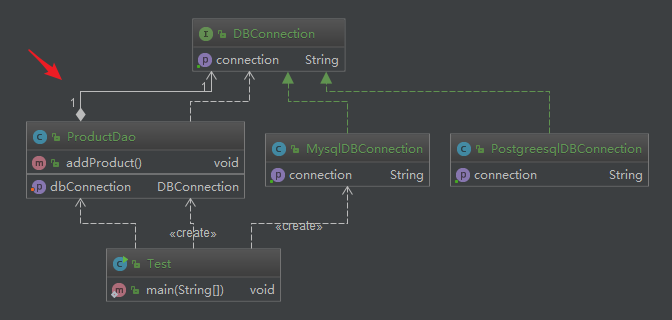 I DBConnection
p connection String
1
1
C ProductDao
m addProduct() void
p dbConnection DBConnection
C MysqlDBConnection
p connection String
C PostgreesqlDBConnection
p connection String
«create»
«create»
C Test
m main(String[]) void